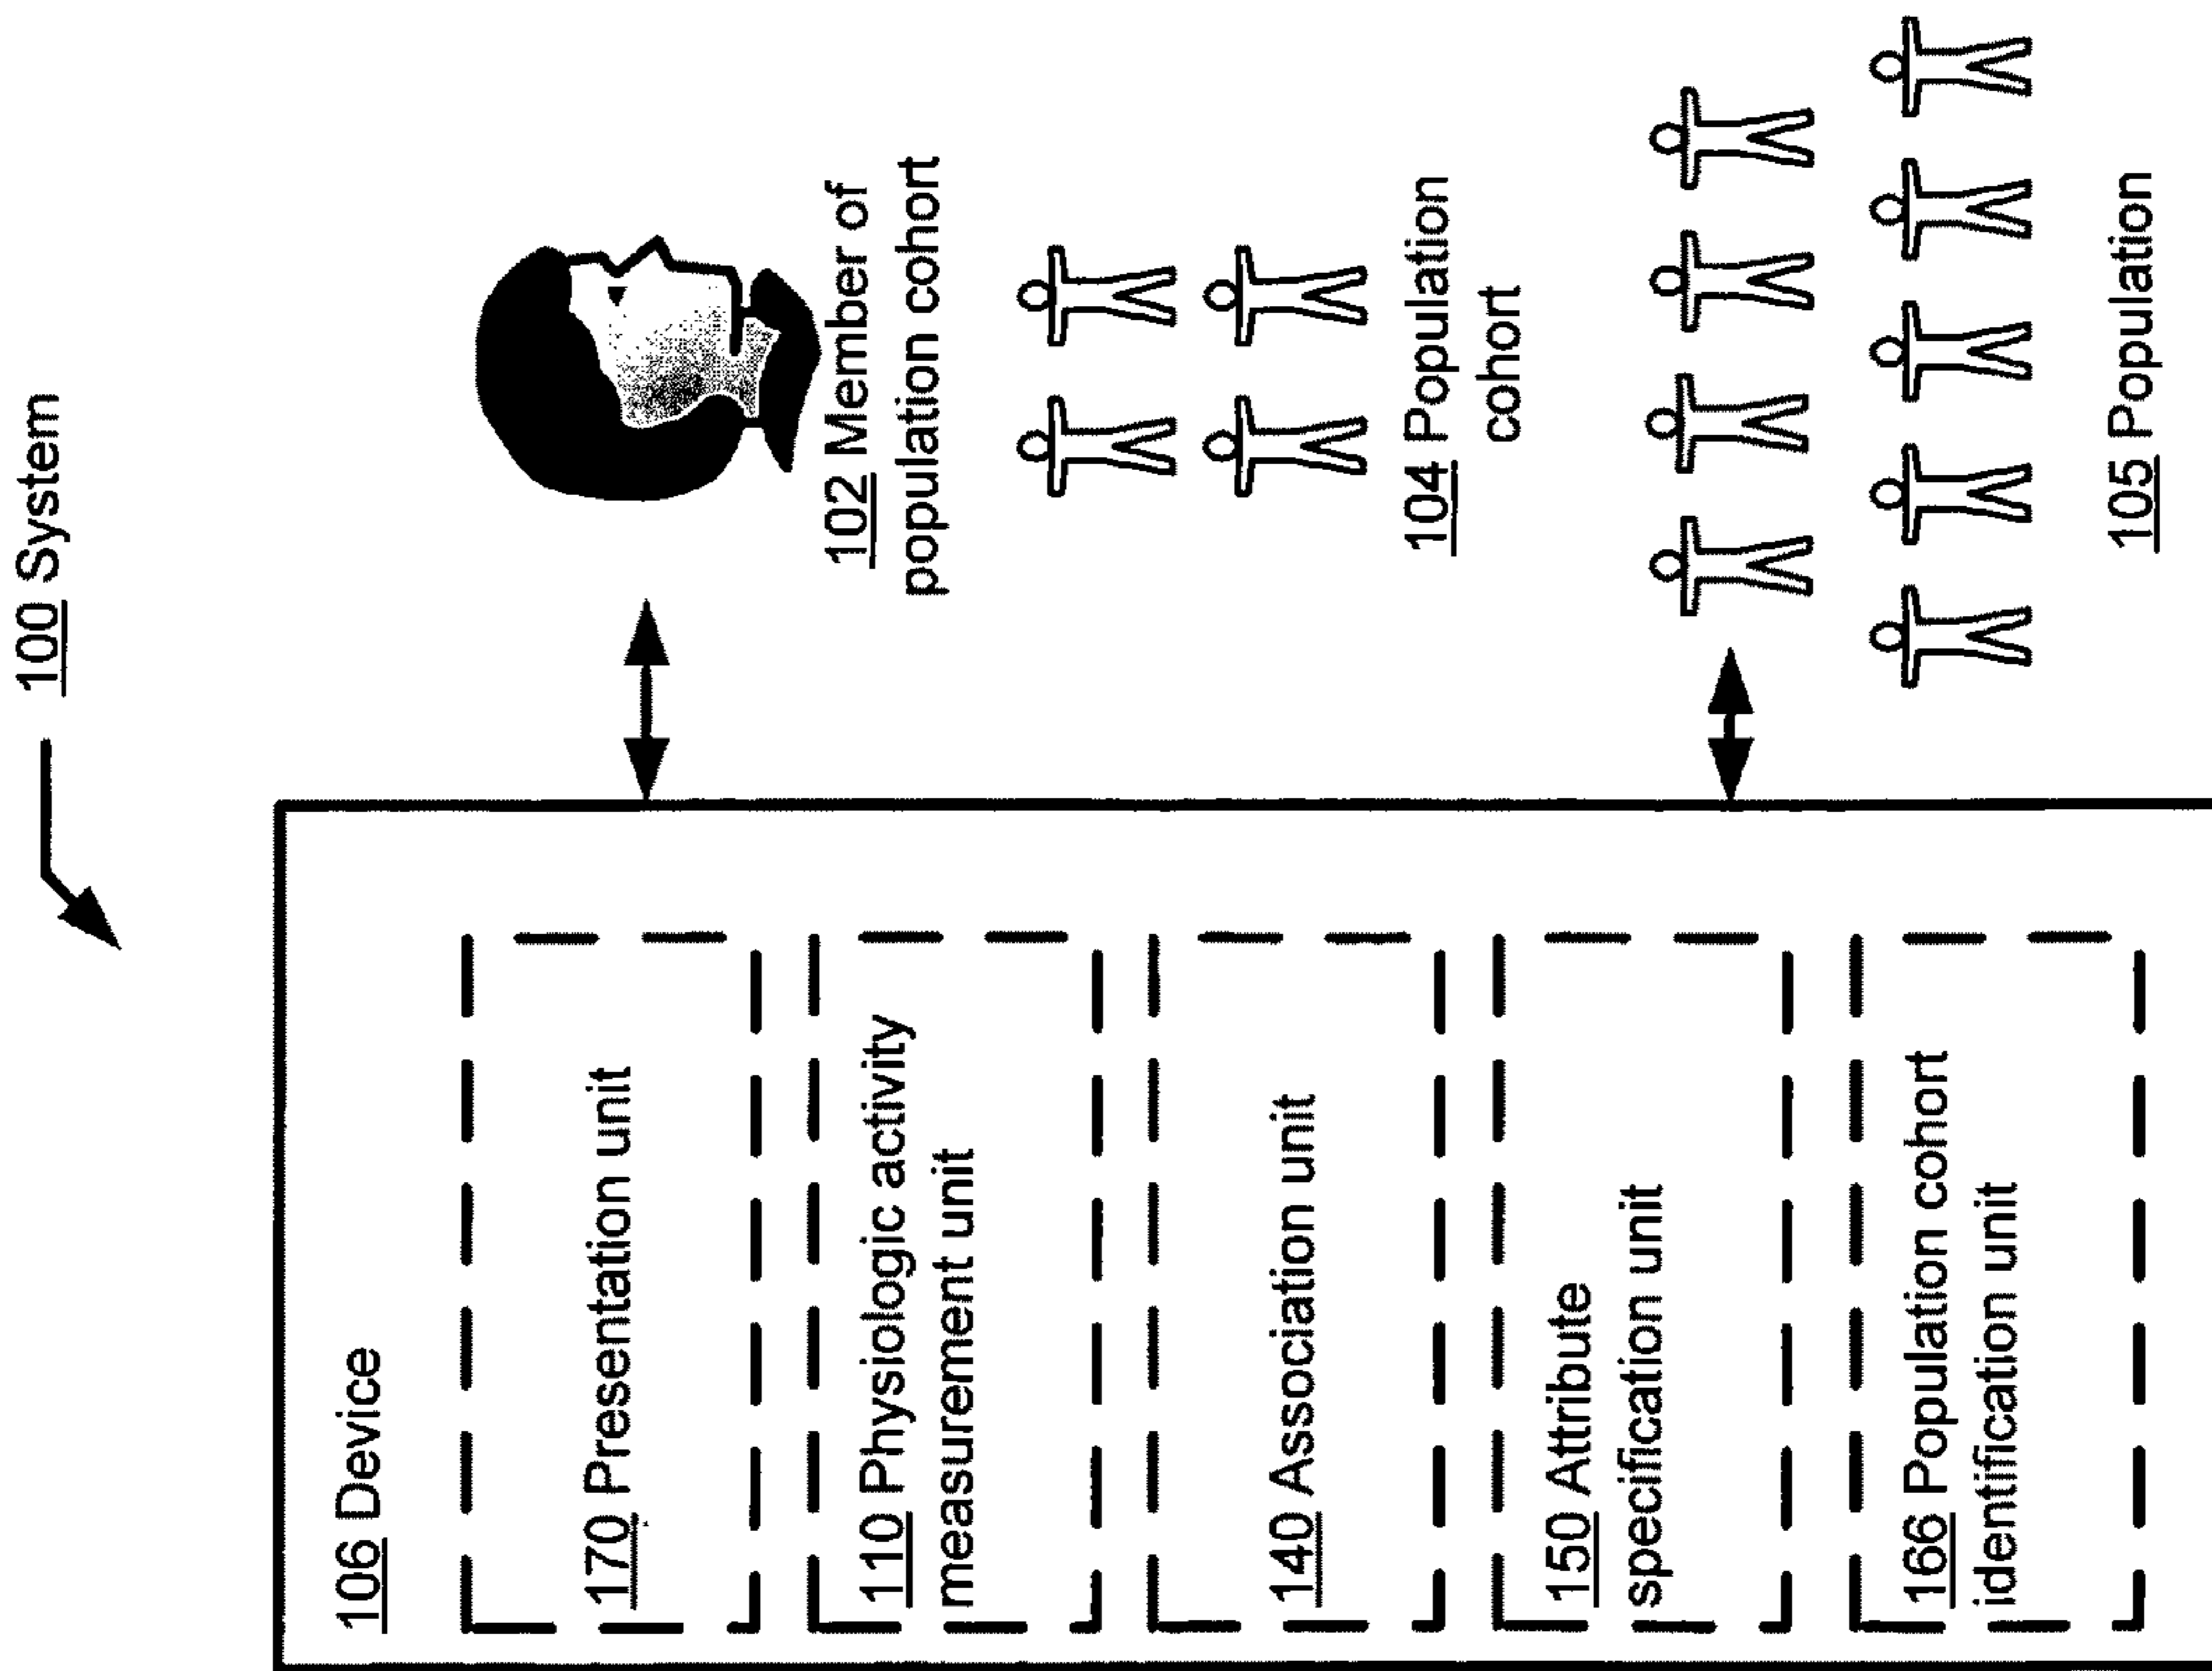 100 System
106 Device
170 Presentation unit
110 Physiologic activity
measurement unit
140 Association unit
150 Attribute
specification unit
166 Population cohort
identification unit
102 Member of
population cohort
104 Population
cohort
105 Population